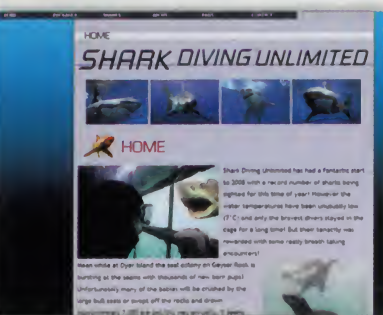 HOME
SHARK DIVING UNLIMITED
HOME
Shark Diving Unlimited has had a fantastic start
to 2008 with a record number of sharks being
sighted for this time of year! However the
water temperatures have been unusually low
(7°C) and only the bravest divers stayed in the
cage for a long time! But their tenacity was
rewarded with some really breath taking
encounters!
Mean while at Dyer Island the seal colony on Geyser Rock is
bursting at the seams with thousands of new born pups!
Unfortunately many of the babies will be crushed by the
large bull seals or swept off the rocks and drown